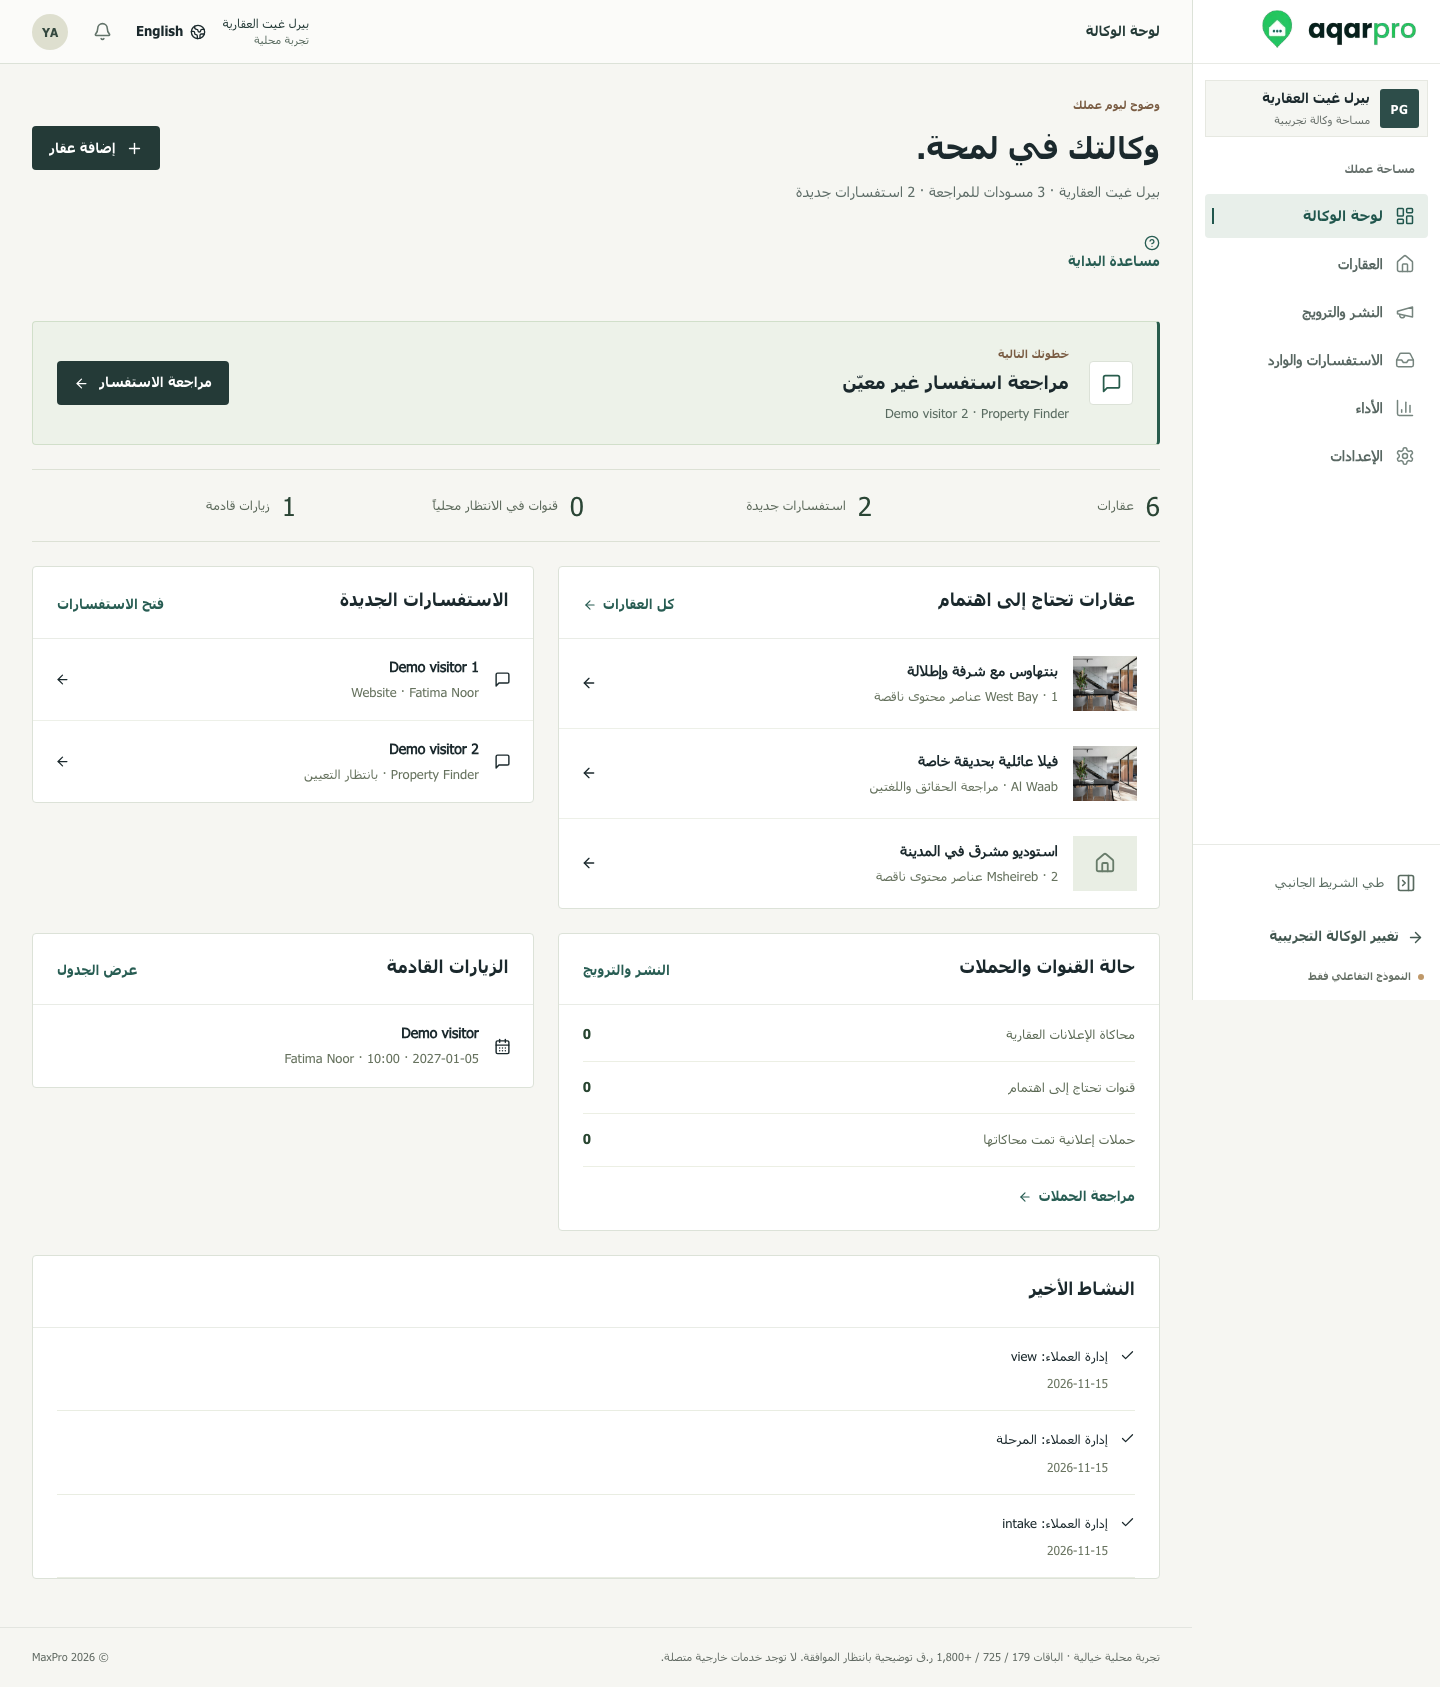 aqarpro
PG
بيرل غيت العقارية
مساحة وكالة تجريبية
مساحة عملك
لوحة الوكالة
العقارات
النشر والترويج
الاستفسارات والوارد
الأداء
الإعدادات
طي الشريط الجانبي
تغيير الوكالة التجريبية
النموذج التفاعلي فقط
لوحة الوكالة
بيرل غيت العقارية
تجربة محلية
English
YA
وضوح ليوم عملك
وكالتك في لمحة.
بيرل غيت العقارية · 3 مسودات للمراجعة · 2 استفسارات جديدة
إضافة عقار
مساعدة البداية
خطوتك التالية
مراجعة استفسار غير معيّن
Demo visitor 2 · Property Finder
مراجعة الاستفسار
6 عقارات
2 استفسارات جديدة
0 قنوات في الانتظار محلياً
1 زيارات قادمة
عقارات تحتاج إلى اهتمام
كل العقارات
بنتهاوس مع شرفة وإطلالة
West Bay · 1 عناصر محتوى ناقصة
فيلا عائلية بحديقة خاصة
Al Waab · مراجعة الحقائق واللغتين
استوديو مشرق في المدينة
Msheireb · 2 عناصر محتوى ناقصة
الاستفسارات الجديدة
فتح الاستفسارات
Demo visitor 1
Website · Fatima Noor
Demo visitor 2
Property Finder · بانتظار التعيين
حالة القنوات والحملات
النشر والترويج
محاكاة الإعلانات العقارية 0
قنوات تحتاج إلى اهتمام 0
حملات إعلانية تمت محاكاتها 0
مراجعة الحملات
الزيارات القادمة
عرض الجدول
Demo visitor
Fatima Noor · 10:00 · 2027-01-05
النشاط الأخير
إدارة العملاء: view
2026-11-15
إدارة العملاء: المرحلة
2026-11-15
إدارة العملاء: intake
2026-11-15
تجربة محلية خيالية · الباقات 179 / 725 / +1,800 ر.ق توضيحية بانتظار الموافقة. لا توجد خدمات خارجية متصلة.
MaxPro 2026 ©